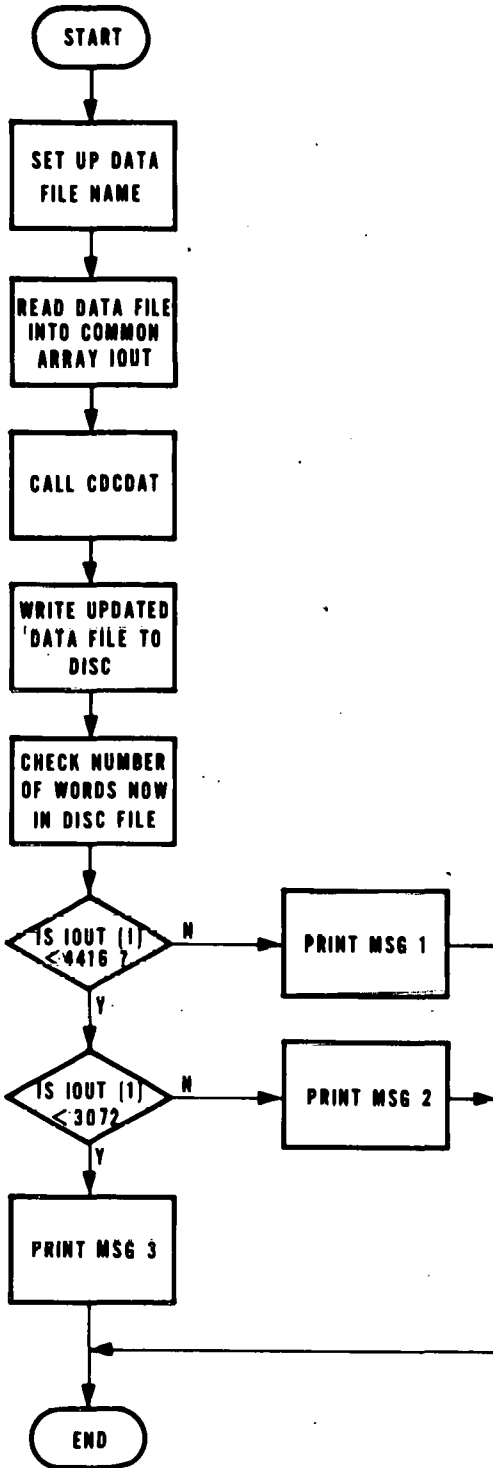 START
SET UP DATA
FILE NAME
READ DATA FILE
INTO COMMON
ARRAY IOUT
CALL CDCDAT
WRITE UPDATED
DATA FILE TO
DISC
CHECK NUMBER
OF WORDS NOW
IN DISC FILE
IS IOUT (1)
< 4416 ?
N
PRINT MSG 1
Y
IS IOUT (1)
< 3072
N
PRINT MSG 2
Y
PRINT MSG 3
END